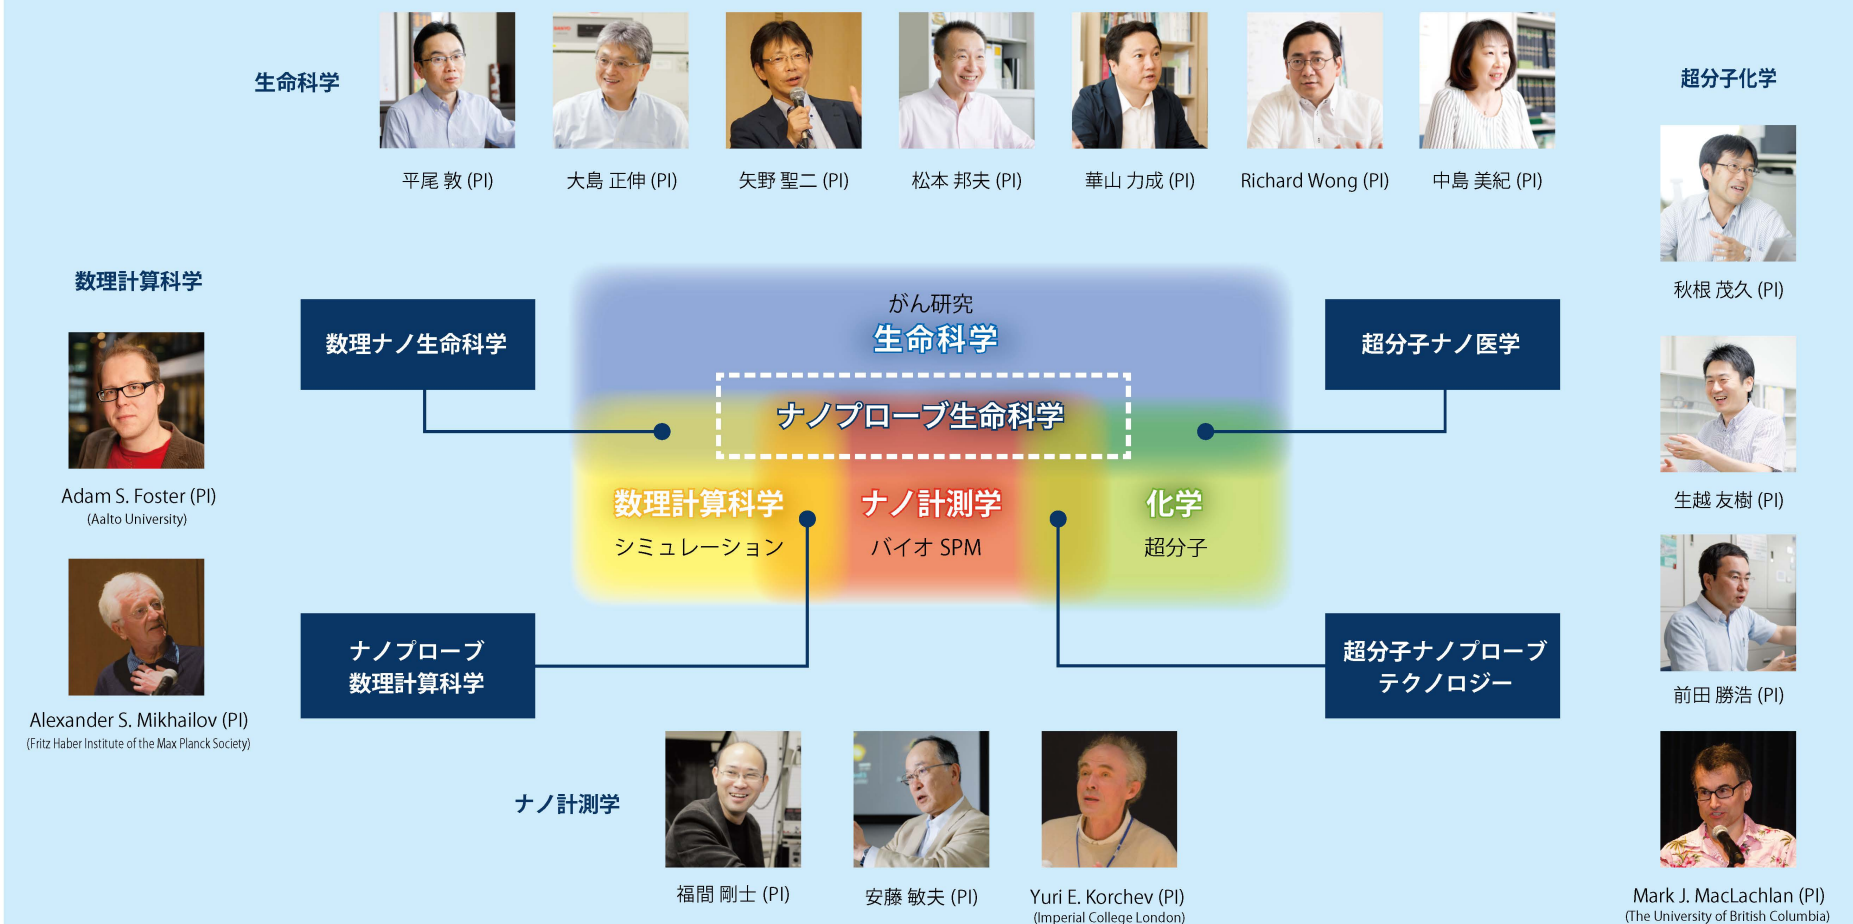 生命科学
平尾 敦 (PI)
大島 正伸 (PI)
矢野 聖二 (PI)
松本 邦夫 (PI)
華山 力成 (PI)
Richard Wong (PI)
中島 美紀 (PI)
超分子化学
秋根 茂久 (PI)
生越 友樹 (PI)
前田 勝浩 (PI)
Mark J. MacLachlan (PI)
(The University of British Columbia)
数理計算科学
Adam S. Foster (PI)
(Aalto University)
Alexander S. Mikhailov (PI)
(Fritz Haber Institute of the Max Planck Society)
数理ナノ生命科学
がん研究
生命科学
ナノプローブ生命科学
超分子ナノ医学
数理計算科学
シミュレーション
ナノ計測学
バイオ SPM
化学
超分子
ナノプローブ
数理計算科学
超分子ナノプローブ
テクノロジー
ナノ計測学
福間 剛士 (PI)
安藤 敏夫 (PI)
Yuri E. Korchev (PI)
(Imperial College London)